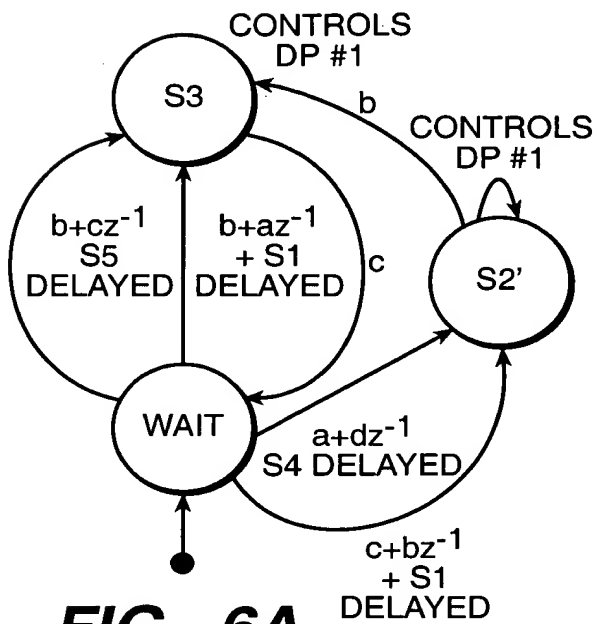 CONTROLS
DP #1
S3
b
CONTROLS
DP #1
b+cz⁻¹
S5
DELAYED
b+az⁻¹
+ S1
DELAYED
c
S2'
WAIT
a+dz⁻¹
S4 DELAYED
c+bz⁻¹
+ S1
DELAYED
FIG. 6A